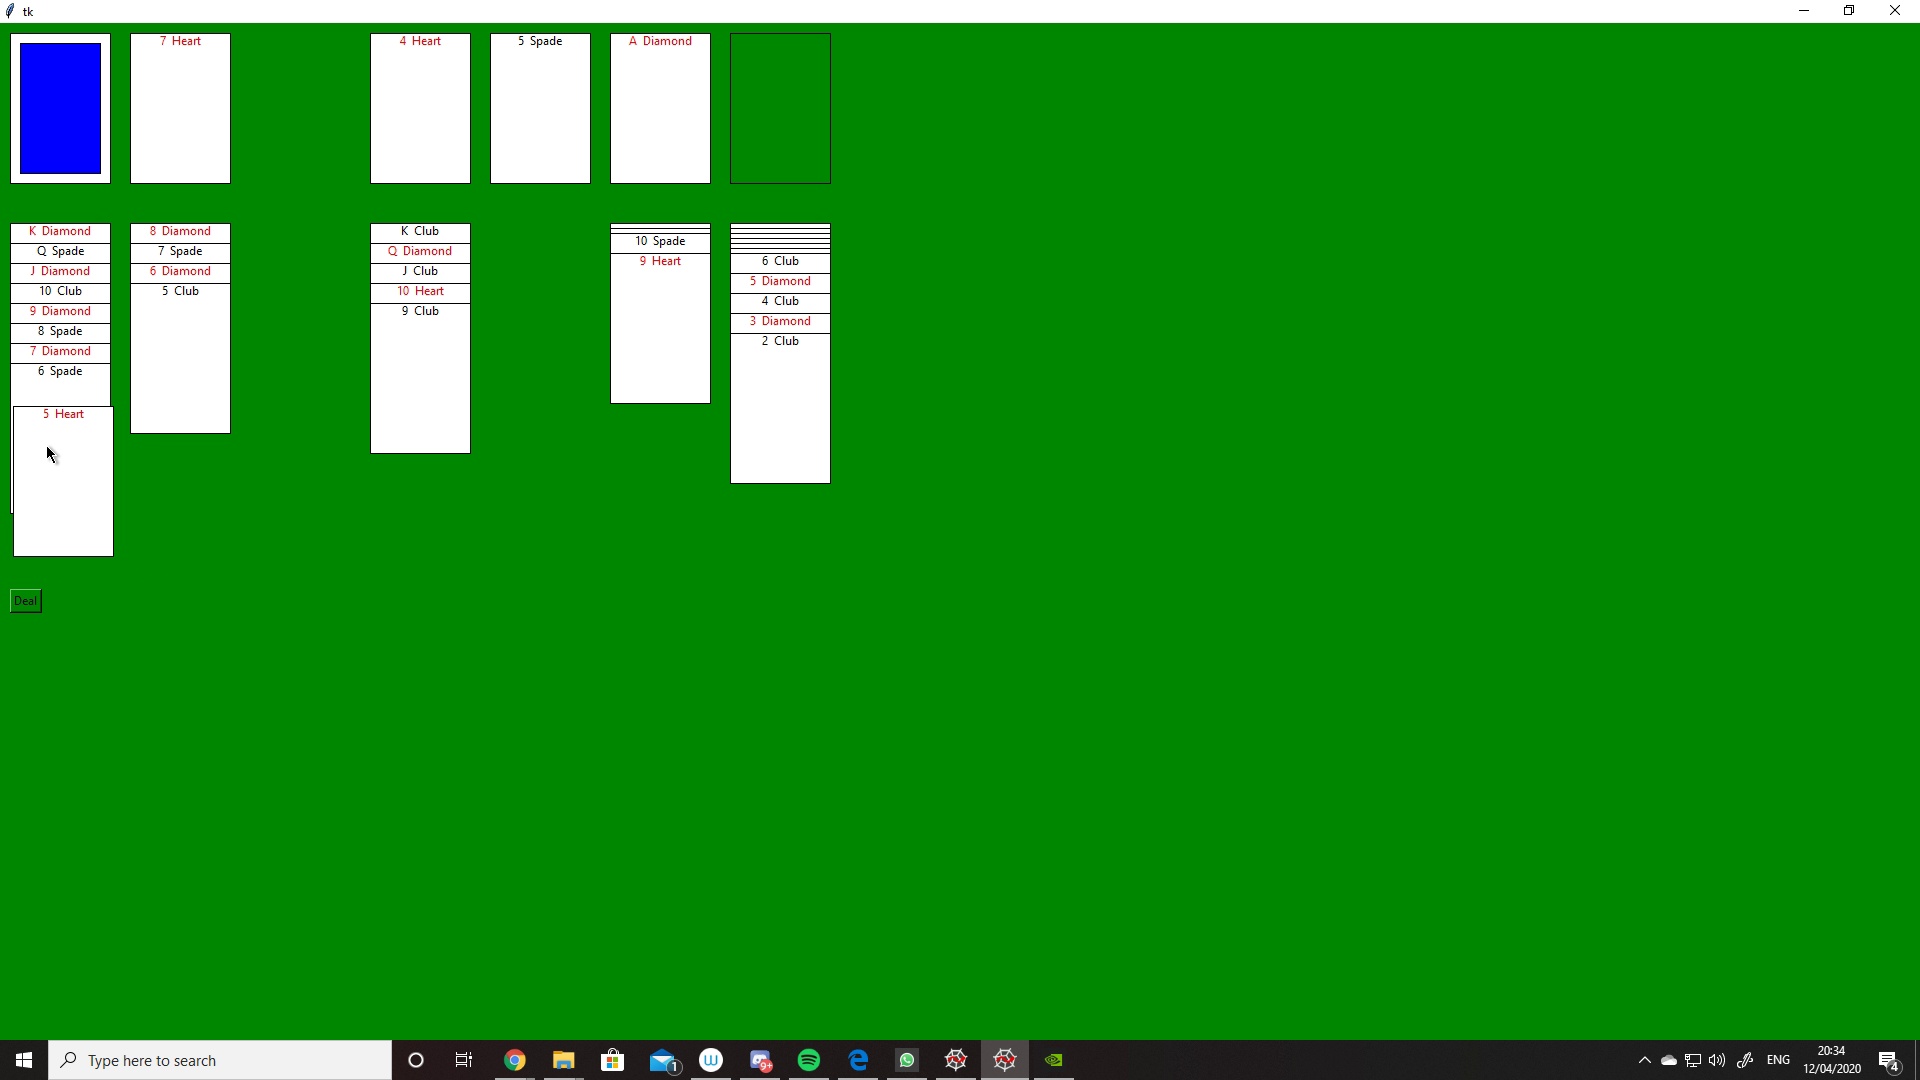 tk
7 Heart
4 Heart
5 Spade
A Diamond
K Diamond
Q Spade
J Diamond
10 Club
9 Diamond
8 Spade
7 Diamond
6 Spade
5 Heart
8 Diamond
7 Spade
6 Diamond
5 Club
K Club
Q Diamond
J Club
10 Heart
9 Club
10 Spade
9 Heart
6 Club
5 Diamond
4 Club
3 Diamond
2 Club
Deal
Type here to search
1
W
9+
ENG
20:34
12/04/2020
4